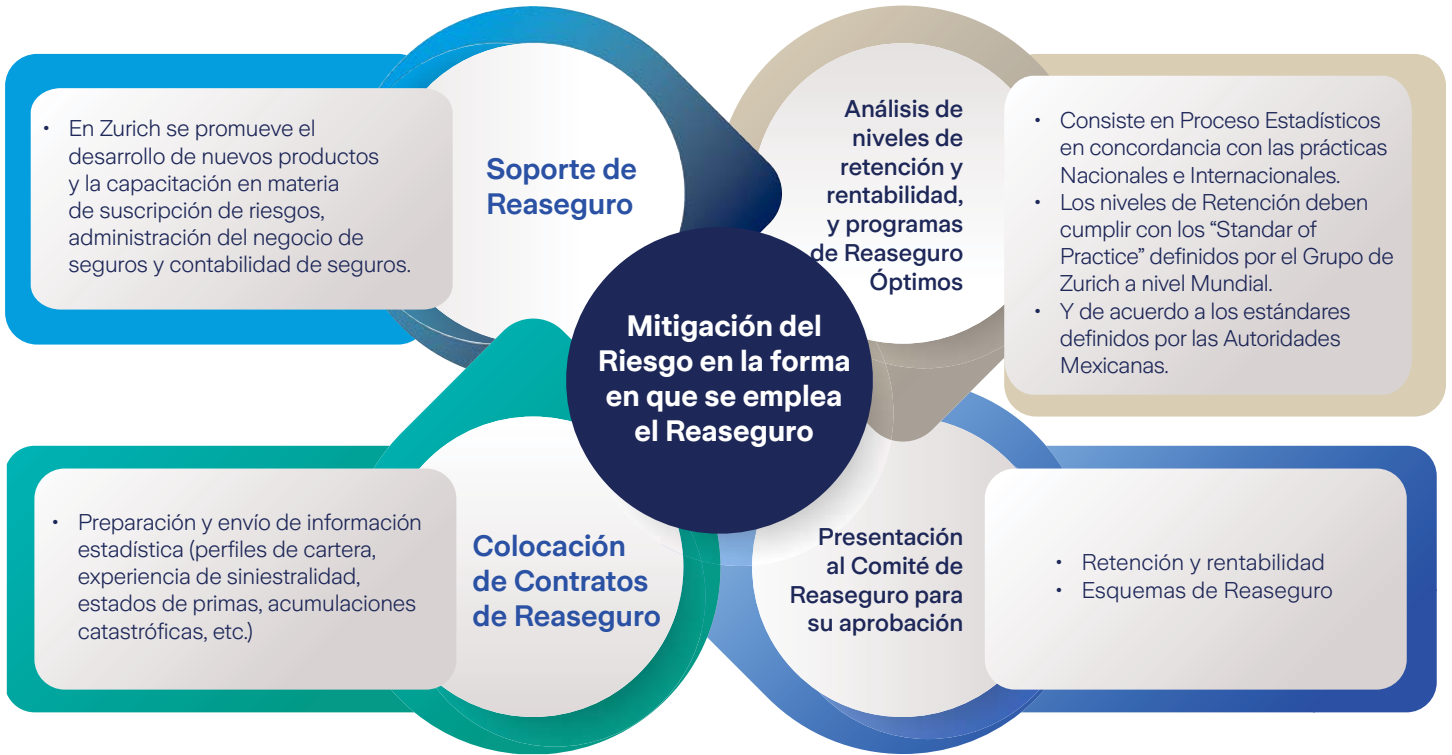 • En Zurich se promueve el
desarrollo de nuevos productos
y la capacitación en materia
de suscripción de riesgos,
administración del negocio de
seguros y contabilidad de seguros.
Soporte de
Reaseguro
Análisis de
niveles de
retención y
rentabilidad,
y programas
de Reaseguro
Óptimos
• Consiste en Proceso Estadísticos
en concordancia con las prácticas
Nacionales e Internacionales.
• Los niveles de Retención deben
cumplir con los “Standar of
Practice” definidos por el Grupo de
Zurich a nivel Mundial.
• Y de acuerdo a los estándares
definidos por las Autoridades
Mexicanas.
Mitigación del
Riesgo en la forma
en que se emplea
el Reaseguro
• Preparación y envío de información
estadística (perfiles de cartera,
experiencia de siniestralidad,
estados de primas, acumulaciones
catastróficas, etc.)
Colocación
de Contratos
de Reaseguro
Presentación
al Comité de
Reaseguro para
su aprobación
• Retención y rentabilidad
• Esquemas de Reaseguro